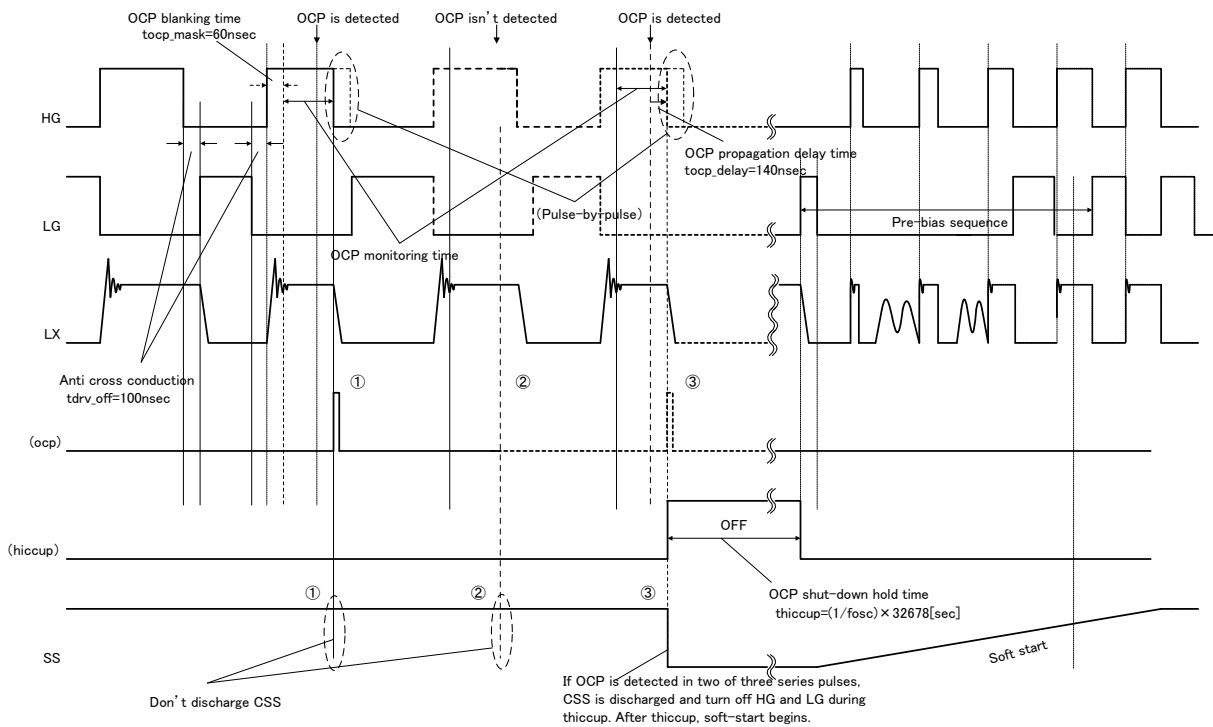 OCP blanking time
tocp_mask=60nsec
OCP is detected
OCP isn't detected
OCP is detected
HG
OCP propagation delay time
tocp_delay=140nsec
(Pulse-by-pulse)
LG
Pre-bias sequence
OCP monitoring time
LX
Anti cross conduction
tdrv_off=100nsec
①
②
③
(ocp)
OFF
(hiccup)
OCP shut-down hold time
thiccup=(1/fosc)×32678[sec]
①
②
③
SS
Soft start
Don't discharge CSS
If OCP is detected in two of three series pulses,
CSS is discharged and turn off HG and LG during
thiccup. After thiccup, soft-start begins.